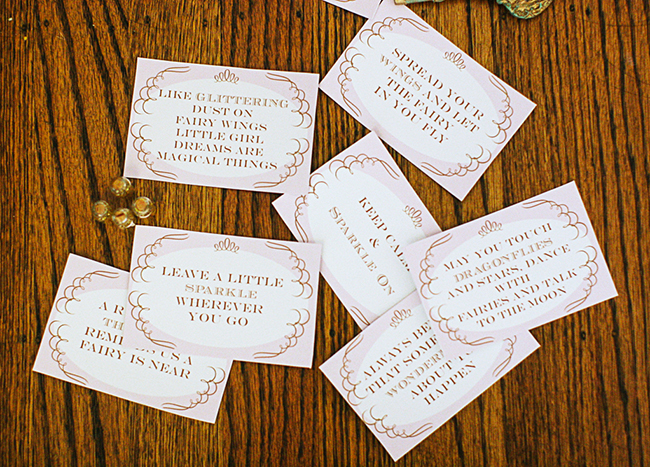 LIKE GLITTERING
DUST ON
FAIRY WINGS
LITTLE GIRL
DREAMS ARE
MAGICAL THINGS
SPREAD YOUR
WINGS AND LET
THE FAIRY
IN YOU FLY
KEEP
&
SPARKLE ON
MAY YOU TOUCH
DRAGONFLIES
AND STARS, DANCE
WITH
FAIRIES AND TALK
TO THE MOON
LEAVE A LITTLE
SPARKLE
WHEREVER
YOU GO
A
US A
FAIRY IS NEAR
ALWAYS
THAT
HAPPEN